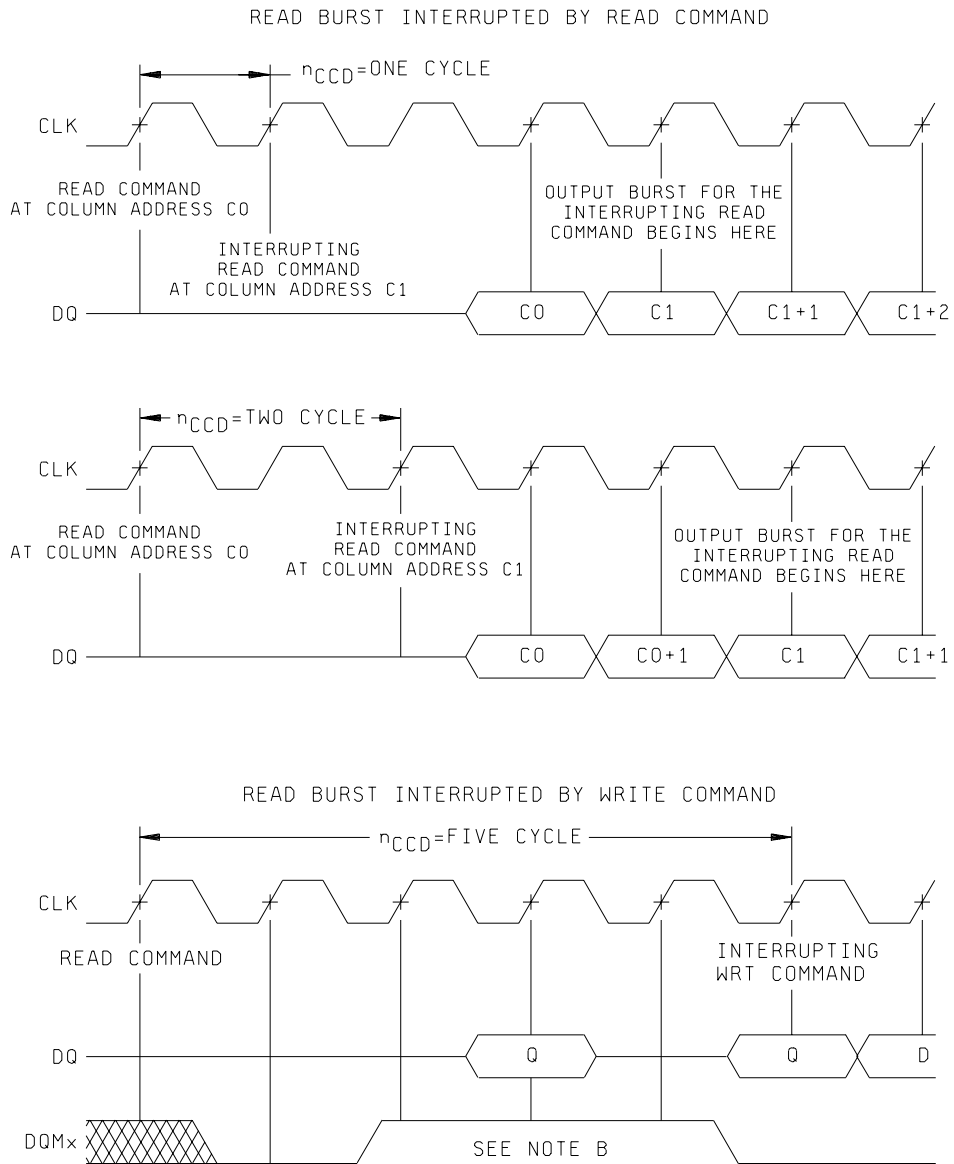 READ BURST INTERRUPTED BY READ COMMAND
nCCD=ONE CYCLE
CLK
READ COMMAND
AT COLUMN ADDRESS C0
OUTPUT BURST FOR THE
INTERRUPTING READ
COMMAND BEGINS HERE
INTERRUPTING
READ COMMAND
AT COLUMN ADDRESS C1
DQ C0 C1 C1+1 C1+2
nCCD=TWO CYCLE
CLK
READ COMMAND
AT COLUMN ADDRESS C0
INTERRUPTING
READ COMMAND
AT COLUMN ADDRESS C1
OUTPUT BURST FOR THE
INTERRUPTING READ
COMMAND BEGINS HERE
DQ C0 C0+1 C1 C1+1
READ BURST INTERRUPTED BY WRITE COMMAND
nCCD=FIVE CYCLE
CLK
READ COMMAND
INTERRUPTING
WRT COMMAND
DQ Q Q D
DQMx SEE NOTE B